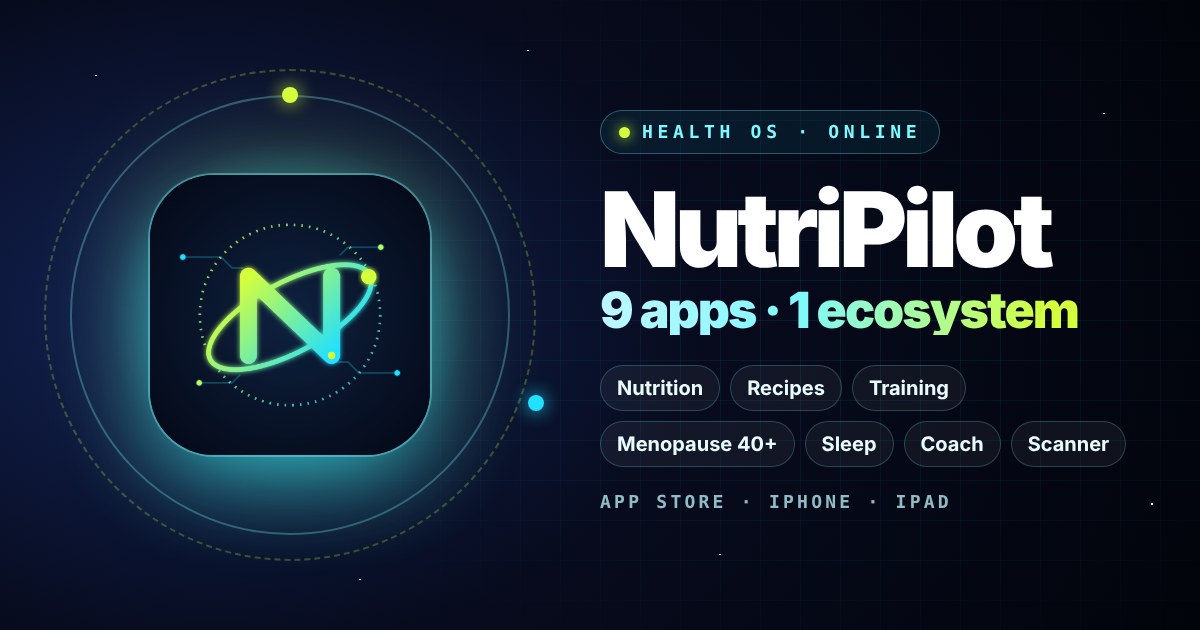 N
HEALTH OS · ONLINE
NutriPilot
9 apps · 1 ecosystem
Nutrition Recipes Training
Menopause 40+ Sleep Coach Scanner
APP STORE · IPHONE · IPAD